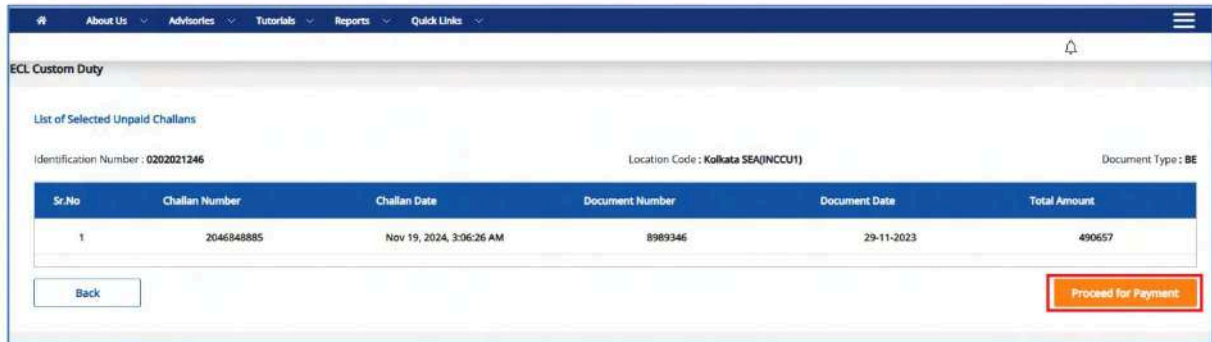 About Us Advisories Tutorials Reports Quick Links
ECL Custom Duty
List of Selected Unpaid Challans
Identification Number : 0202021246 Location Code : Kolkata SEA(INCCU1) Document Type : BE
Sr.No Challan Number Challan Date Document Number Document Date Total Amount
1 2046848885 Nov 19, 2024, 3:06:26 AM 8989346 29-11-2023 490657
Back Proceed for Payment